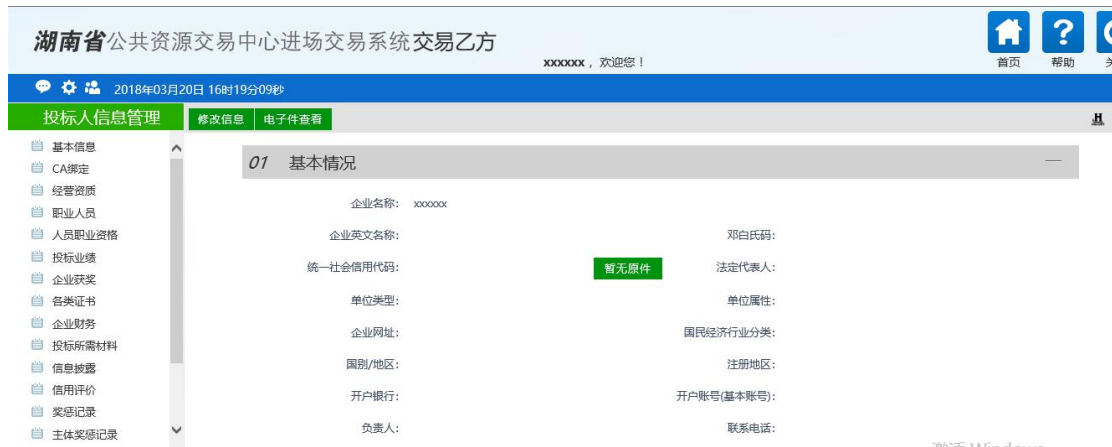 湖南省公共资源交易中心进场交易系统交易乙方
xxxxxx，欢迎您！
首页 帮助
2018年03月20日 16时19分09秒
投标人信息管理
修改信息 电子件查看
基本信息
CA绑定
经营资质
职业人员
人员职业资格
投标业绩
企业获奖
各类证书
企业财务
投标所需材料
信息披露
信用评价
奖惩记录
主体奖惩记录
01 基本情况
企业名称: xxxxxx
企业英文名称: 邓白氏码:
统一社会信用代码: 暂无原件 法定代表人:
单位类型: 单位属性:
企业网址: 国民经济行业分类:
国别/地区: 注册地区:
开户银行: 开户账号(基本账号):
负责人: 联系电话: